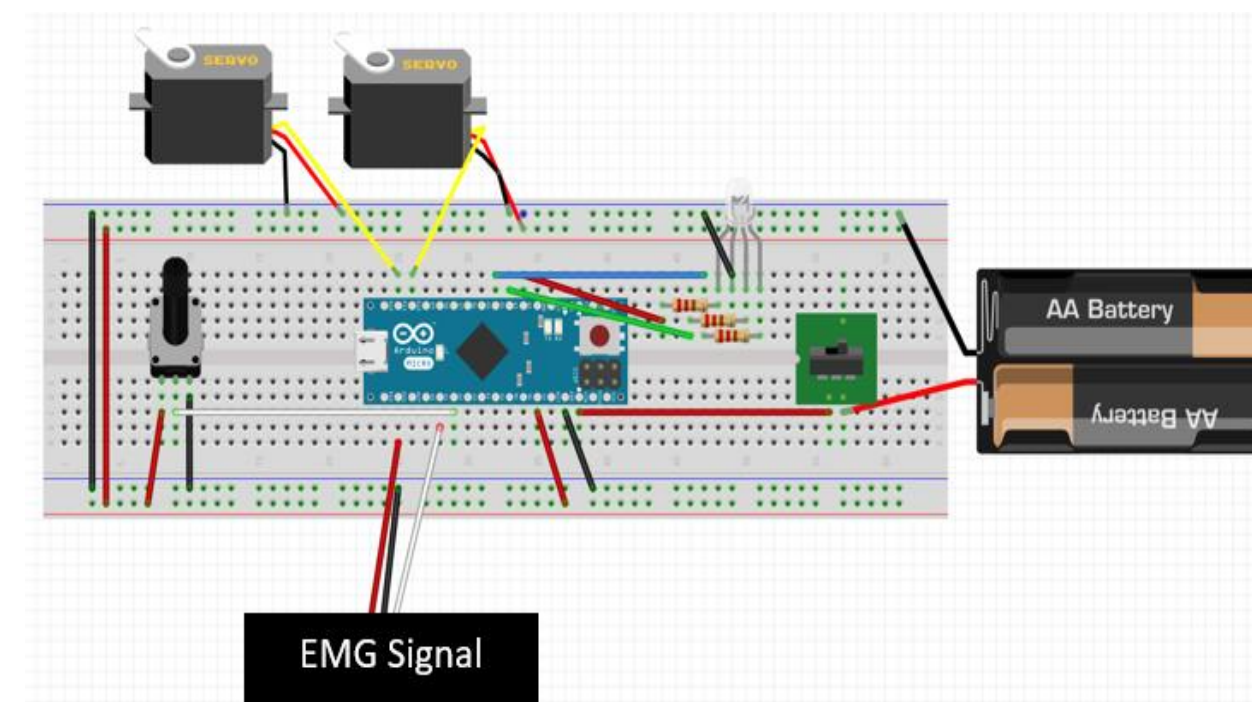 SERVO
SERVO
AA Battery
Arduino
MICRO
AA Battery
EMG Signal